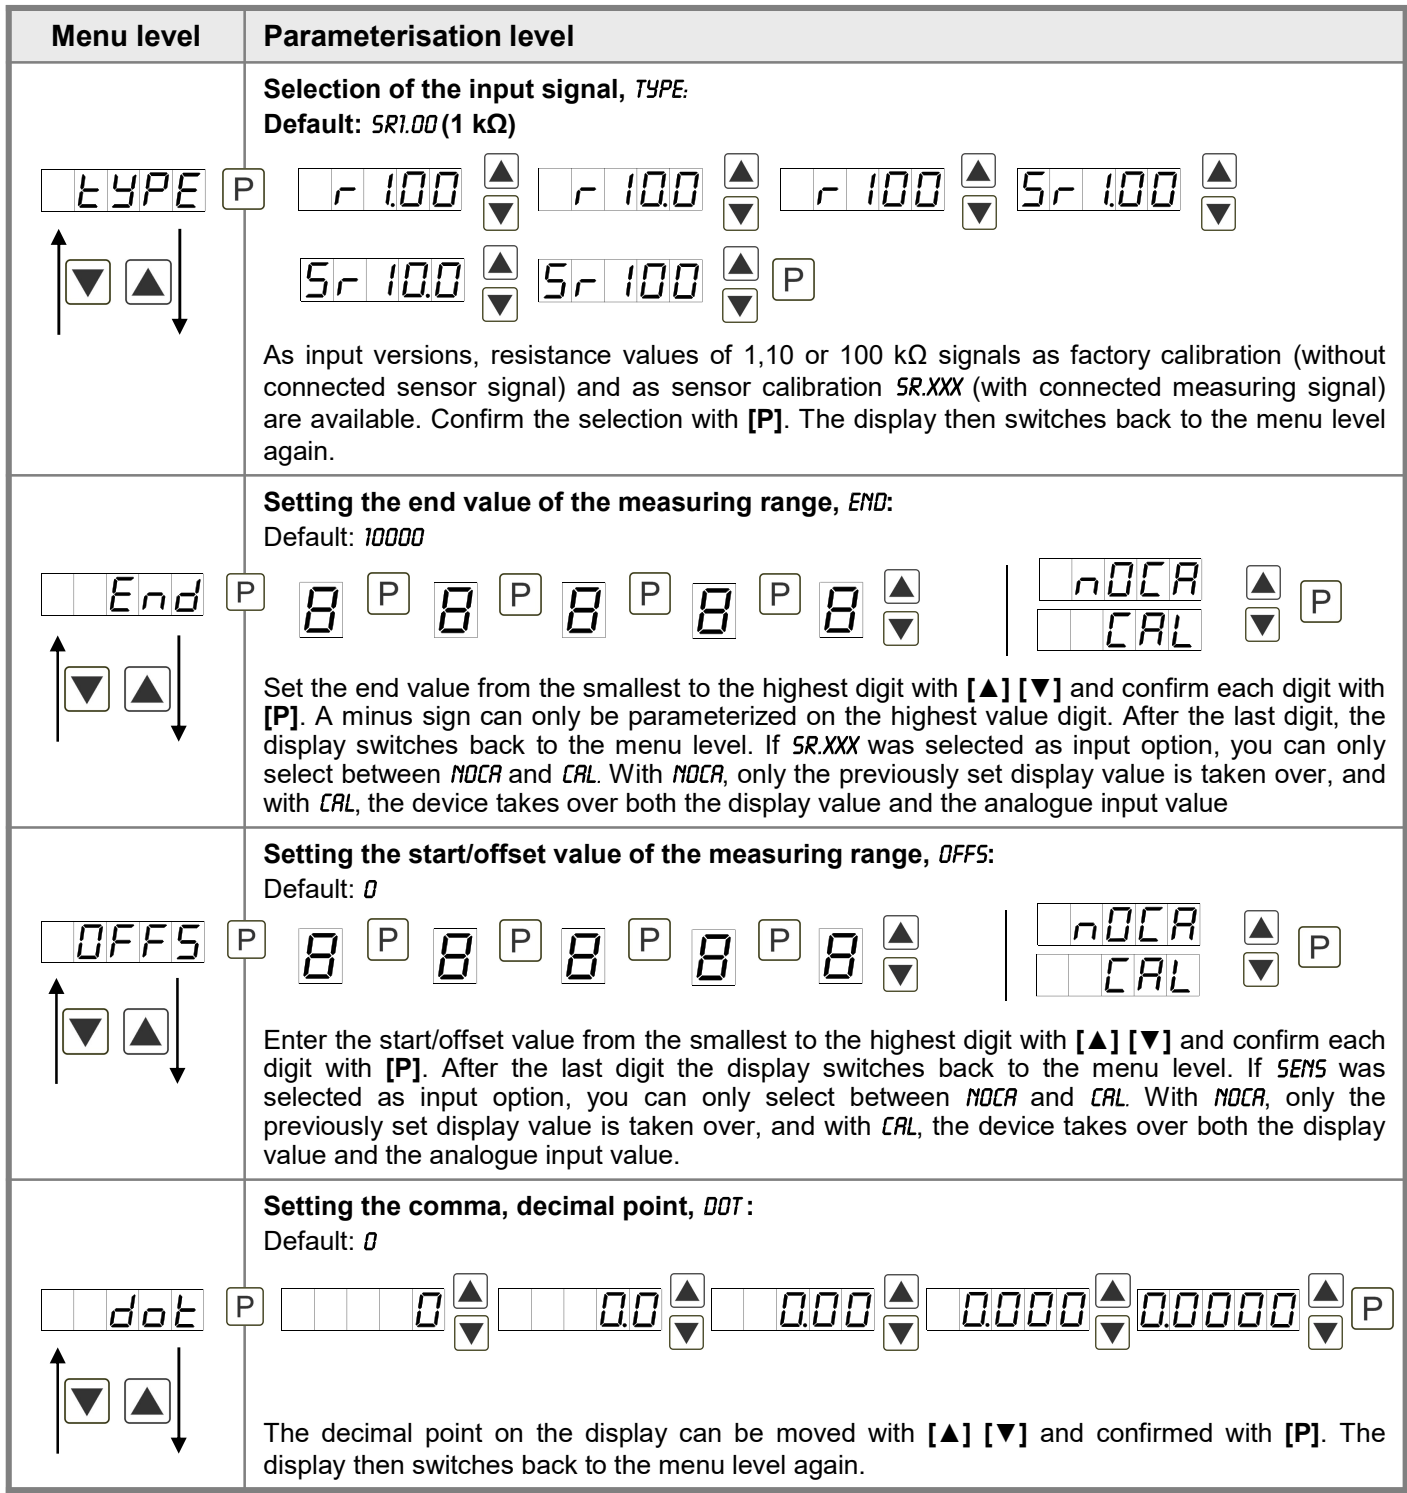 Menu level
Parameterisation level
Selection of the input signal, TYPE:
Default: SR1.00 (1 kΩ)
tYPE P r 1.00 ▲ ▼ r 10.0 ▲ ▼ r 100 ▲ ▼ Sr 1.00 ▲ ▼
▼ ▲ Sr 10.0 ▲ ▼ Sr 100 ▲ ▼ P
As input versions, resistance values of 1,10 or 100 kΩ signals as factory calibration (without
connected sensor signal) and as sensor calibration SR.XXX (with connected measuring signal)
are available. Confirm the selection with [P]. The display then switches back to the menu level
again.
Setting the end value of the measuring range, END:
Default: 10000
End P 8 P 8 P 8 P 8 P 8 ▲ ▼ nOCA ▲ ▼ P
CAL
▼ ▲
Set the end value from the smallest to the highest digit with [▲] [▼] and confirm each digit with
[P]. A minus sign can only be parameterized on the highest value digit. After the last digit, the
display switches back to the menu level. If SR.XXX was selected as input option, you can only
select between NOCA and CAL. With NOCA, only the previously set display value is taken over, and
with CAL, the device takes over both the display value and the analogue input value
Setting the start/offset value of the measuring range, OFFS:
Default: 0
OFFS P 8 P 8 P 8 P 8 P 8 ▲ ▼ nOCA ▲ ▼ P
CAL
▼ ▲
Enter the start/offset value from the smallest to the highest digit with [▲] [▼] and confirm each
digit with [P]. After the last digit the display switches back to the menu level. If SENS was
selected as input option, you can only select between NOCA and CAL. With NOCA, only the
previously set display value is taken over, and with CAL, the device takes over both the display
value and the analogue input value.
Setting the comma, decimal point, DOT:
Default: 0
dot P 0 ▲ ▼ 0.0 ▲ ▼ 0.00 ▲ ▼ 0.000 ▲ ▼ 0.0000 ▲ ▼ P
▼ ▲
The decimal point on the display can be moved with [▲] [▼] and confirmed with [P]. The
display then switches back to the menu level again.